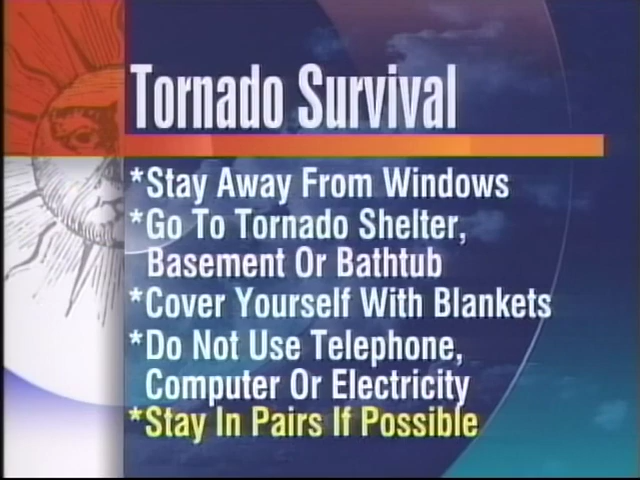 Tornado Survival
*Stay Away From Windows
*Go To Tornado Shelter,
Basement Or Bathtub
*Cover Yourself With Blankets
*Do Not Use Telephone,
Computer Or Electricity
*Stay In Pairs If Possible